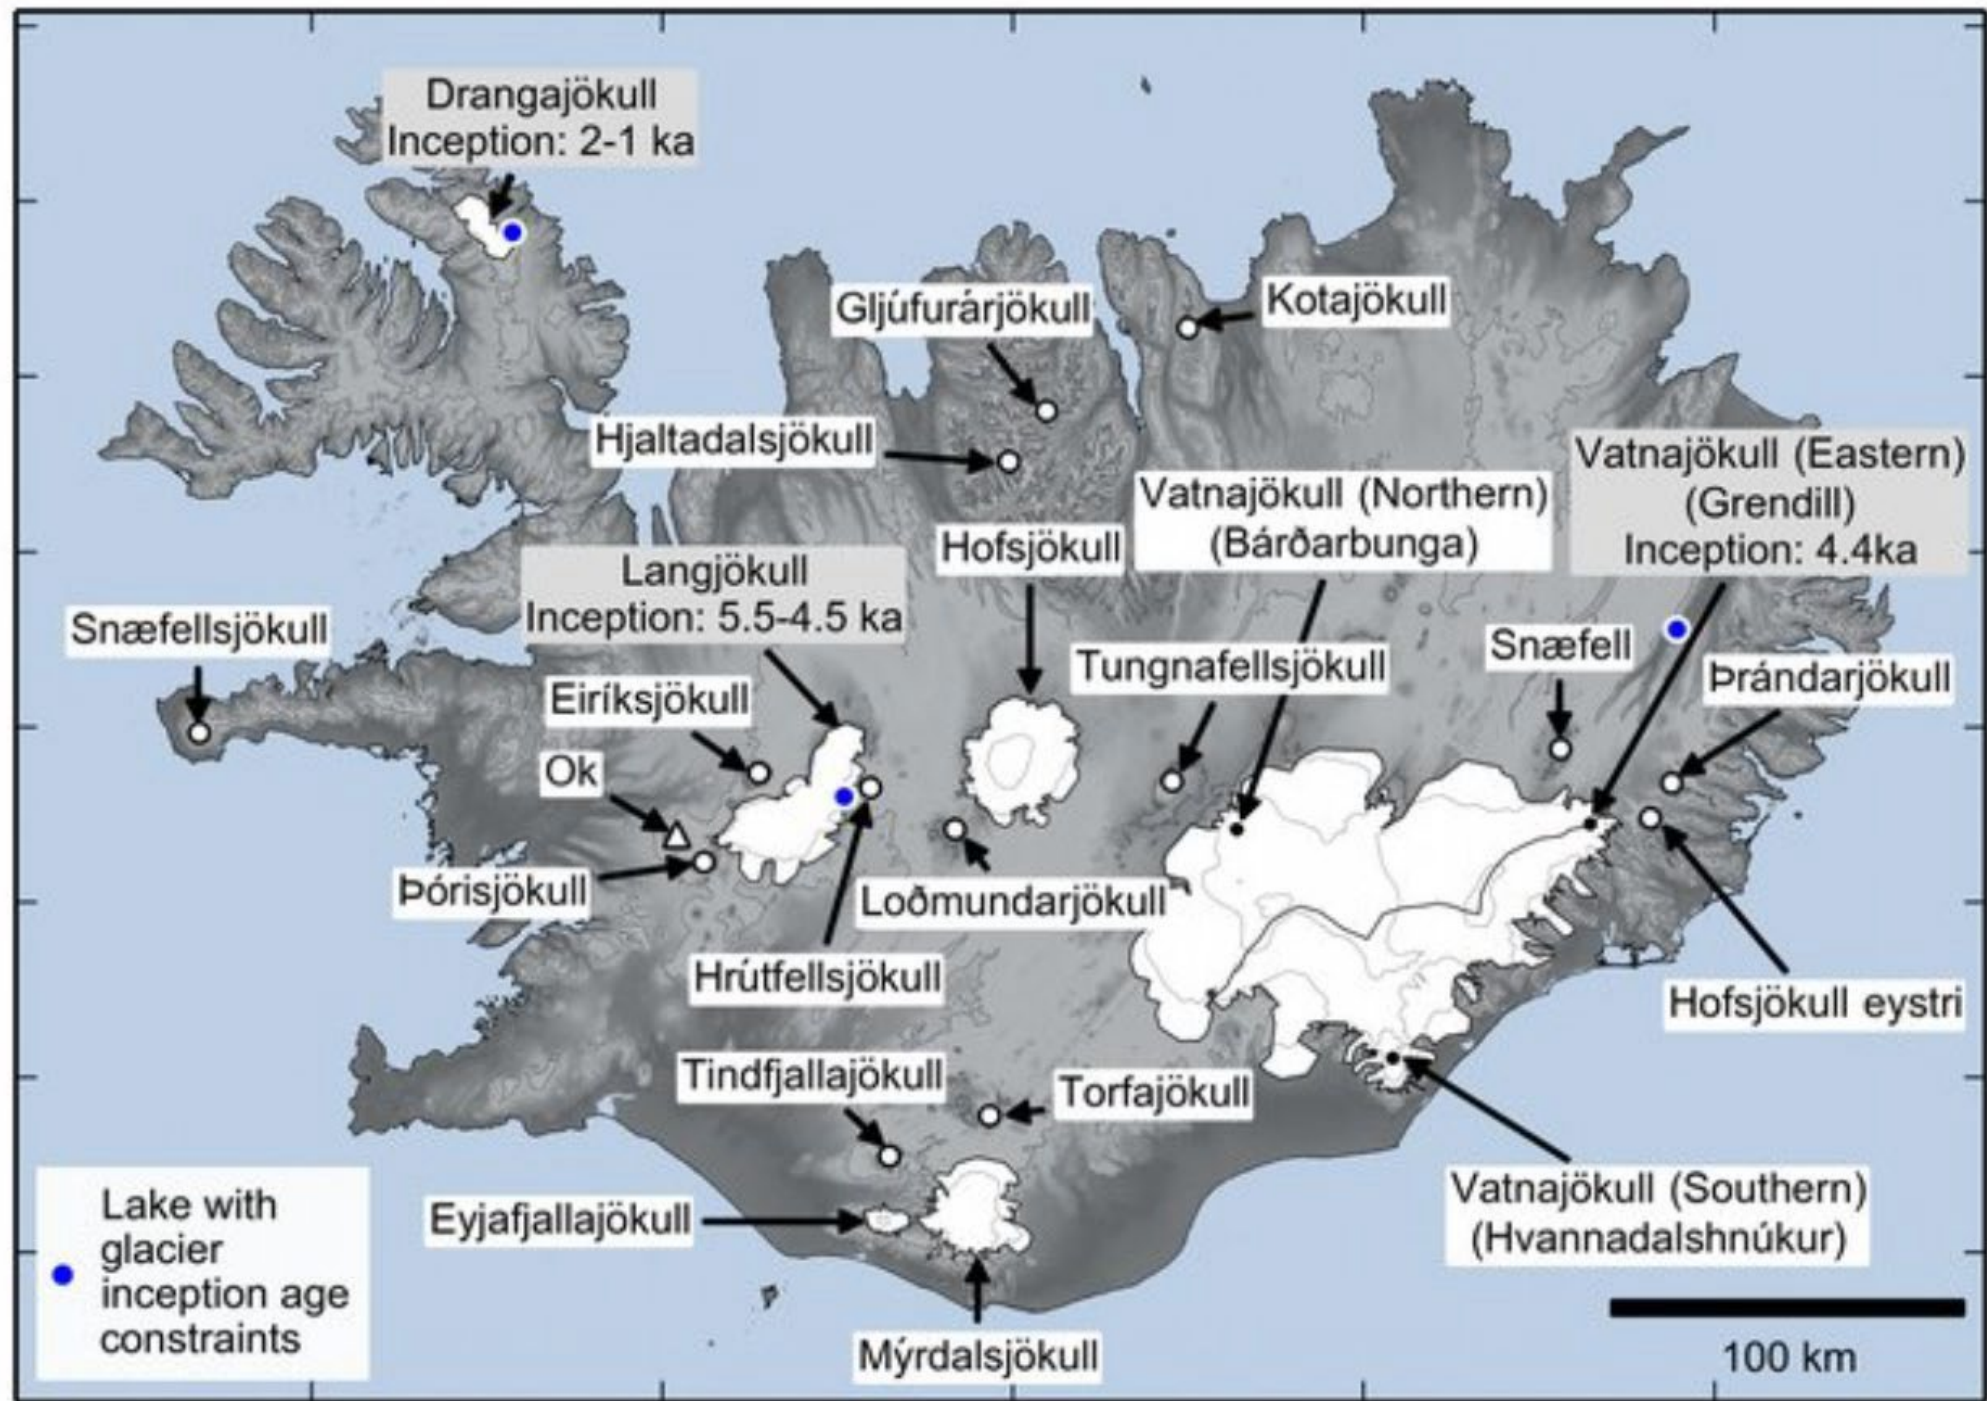 Drangajökull
Inception: 2-1 ka
Gljúfurárjökull
Kotajökull
Hjaltadalsjökull
Vatnajökull (Eastern)
(Grendill)
Inception: 4.4ka
Vatnajökull (Northern)
(Bárðarbunga)
Hofsjökull
Langjökull
Inception: 5.5-4.5 ka
Snæfellsjökull
Snæfell
Tungnafellsjökull
Þrándarjökull
Eiríksjökull
Ok
Þórisjökull
Loðmundarjökull
Hrútfellsjökull
Hofsjökull eystri
Tindfjallajökull
Torfajökull
Eyjafjallajökull
Vatnajökull (Southern)
(Hvannadalshnúkur)
Mýrdalsjökull
Lake with
glacier
inception age
constraints
100 km